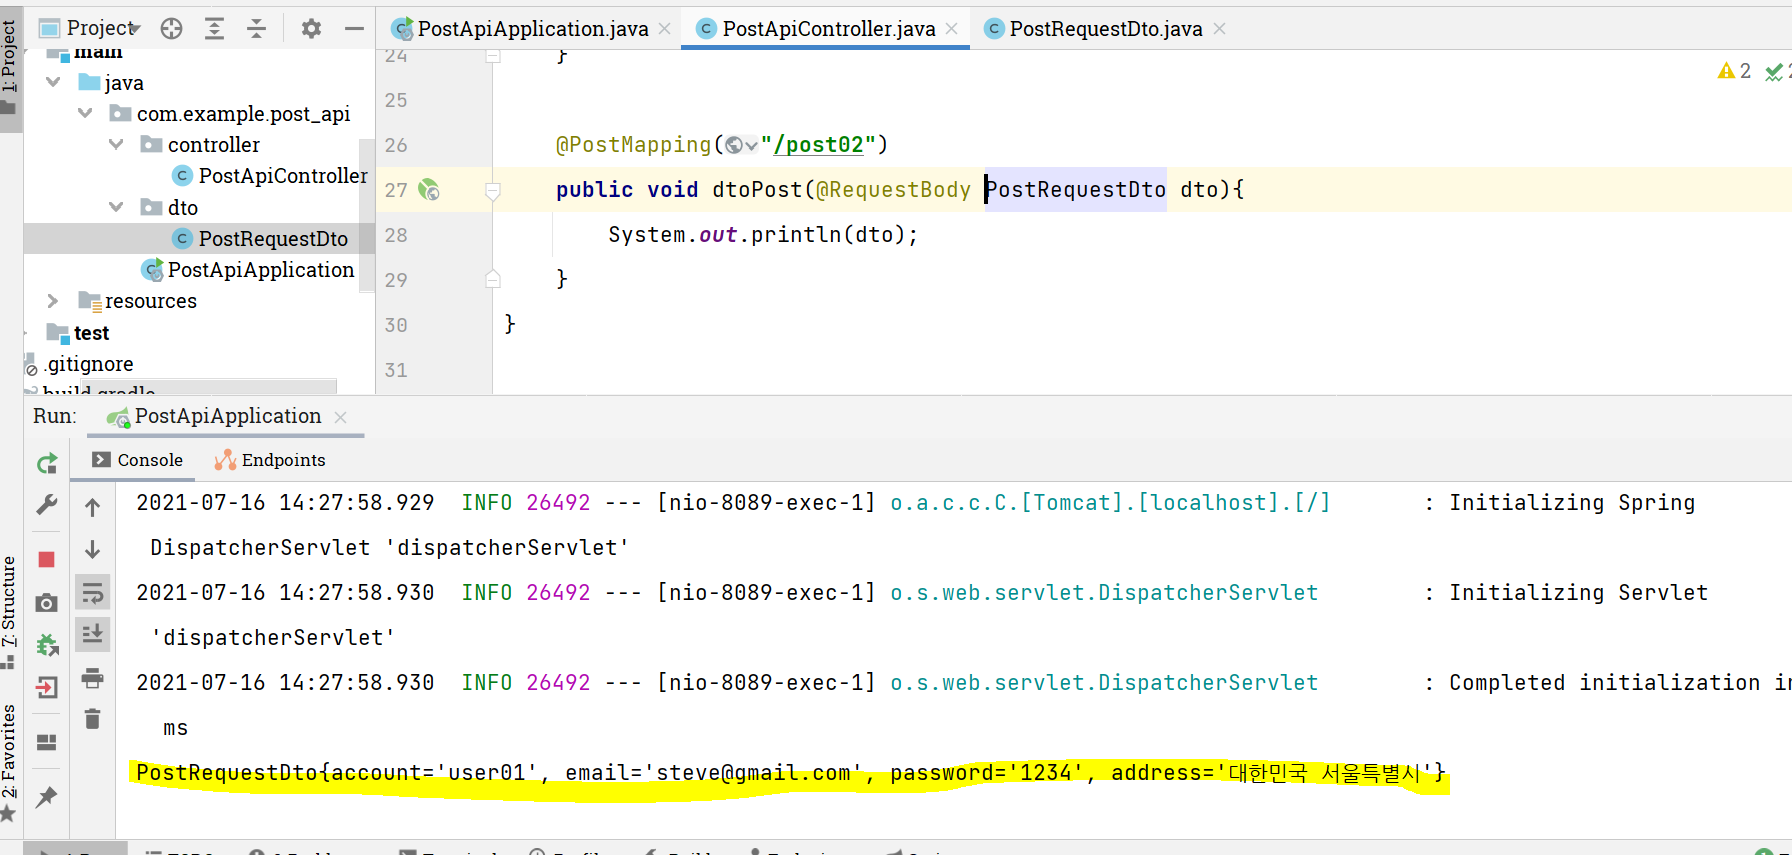 1: Project
Project
PostApiApplication.java
PostApiController.java
PostRequestDto.java
main
java
com.example.post_api
controller
PostApiController
dto
PostRequestDto
PostApiApplication
resources
test
.gitignore
build.gradle
24 }
25
26 @PostMapping("/post02")
27 public void dtoPost(@RequestBody PostRequestDto dto){
28 System.out.println(dto);
29 }
30 }
31
2
Run: PostApiApplication
Console Endpoints
2021-07-16 14:27:58.929 INFO 26492 --- [nio-8089-exec-1] o.a.c.c.C.[Tomcat].[localhost].[/] : Initializing Spring
DispatcherServlet 'dispatcherServlet'
2021-07-16 14:27:58.930 INFO 26492 --- [nio-8089-exec-1] o.s.web.servlet.DispatcherServlet : Initializing Servlet
'dispatcherServlet'
2021-07-16 14:27:58.930 INFO 26492 --- [nio-8089-exec-1] o.s.web.servlet.DispatcherServlet : Completed initialization in
ms
PostRequestDto{account='user01', email='steve@gmail.com', password='1234', address='대한민국 서울특별시'}
7: Structure
2: Favorites